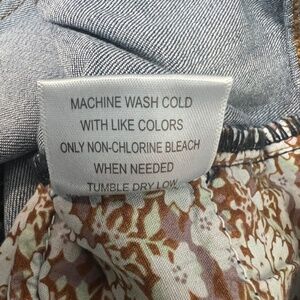 MACHINE WASH COLD
WITH LIKE COLORS
ONLY NON-CHLORINE BLEACH
WHEN NEEDED
TUMBLE DRY LOW